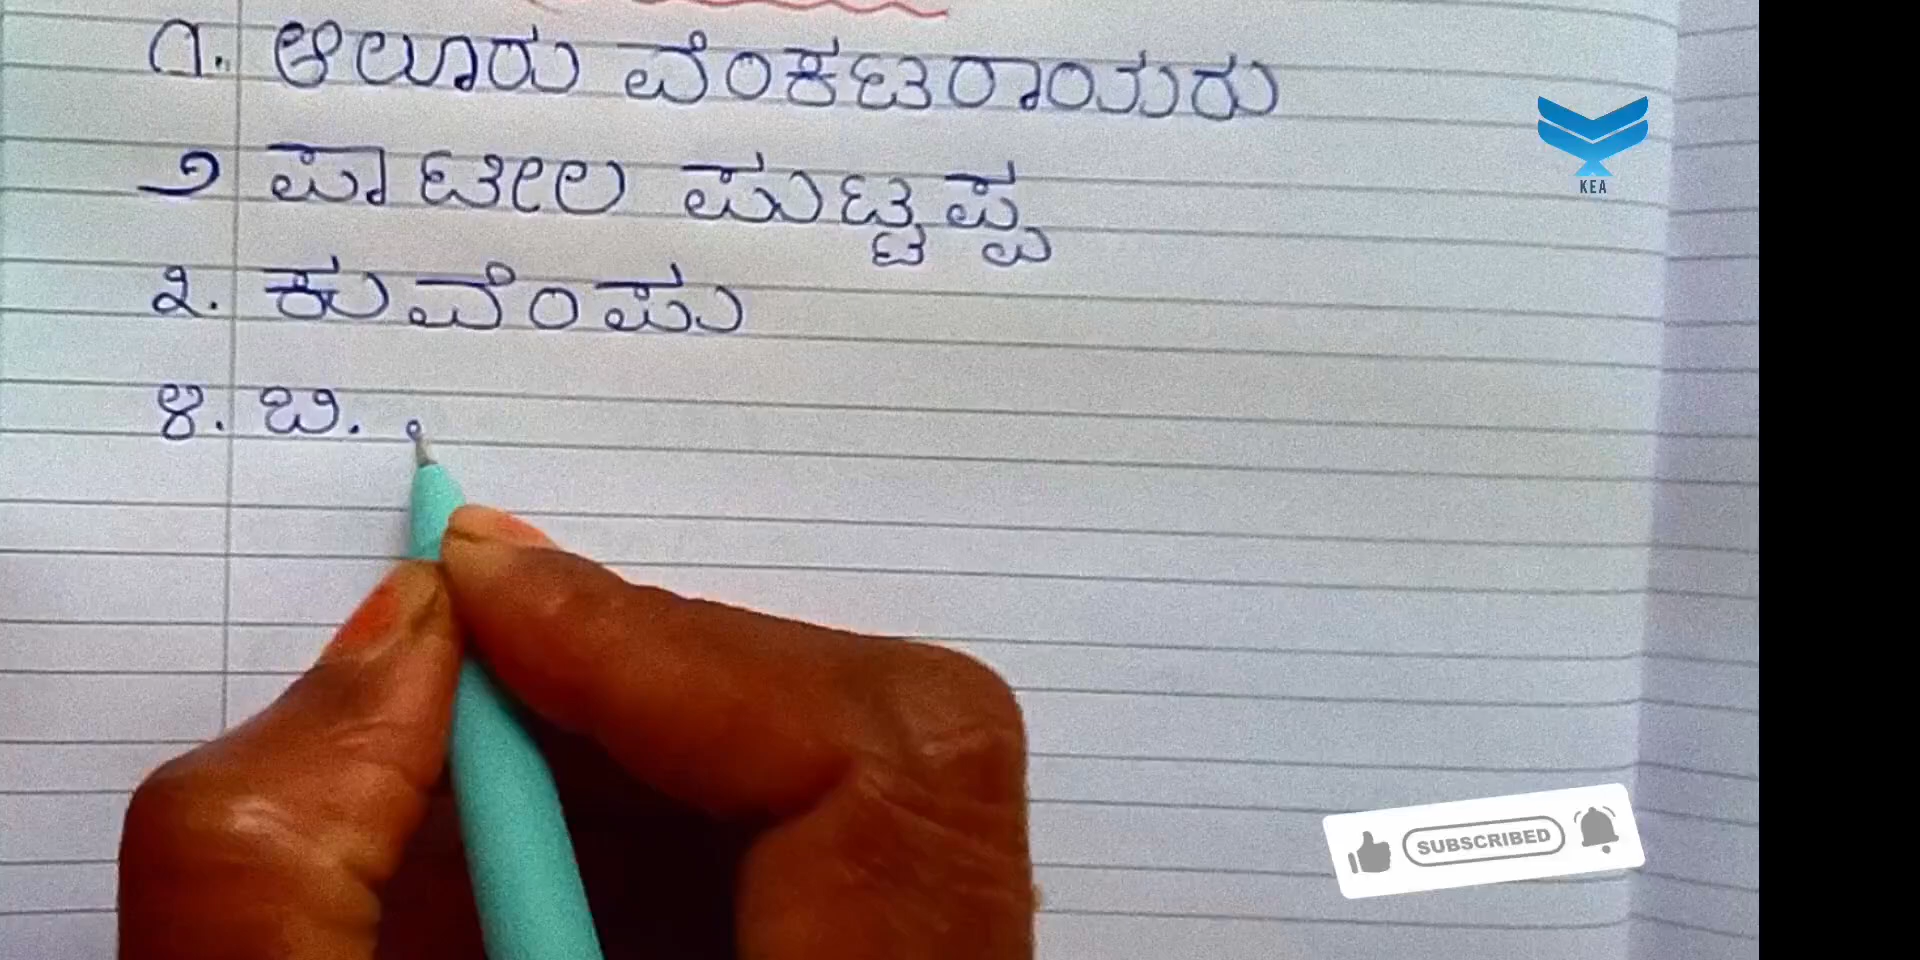 ೧. ಆಲೂರು ವೆಂಕಟರಾಯರು
೨ ಪಾಟೀಲ ಪುಟ್ಟಪ್ಪ
೩. ಕುವೆಂಪು
೪. ಬಿ.
KEA
SUBSCRIBED